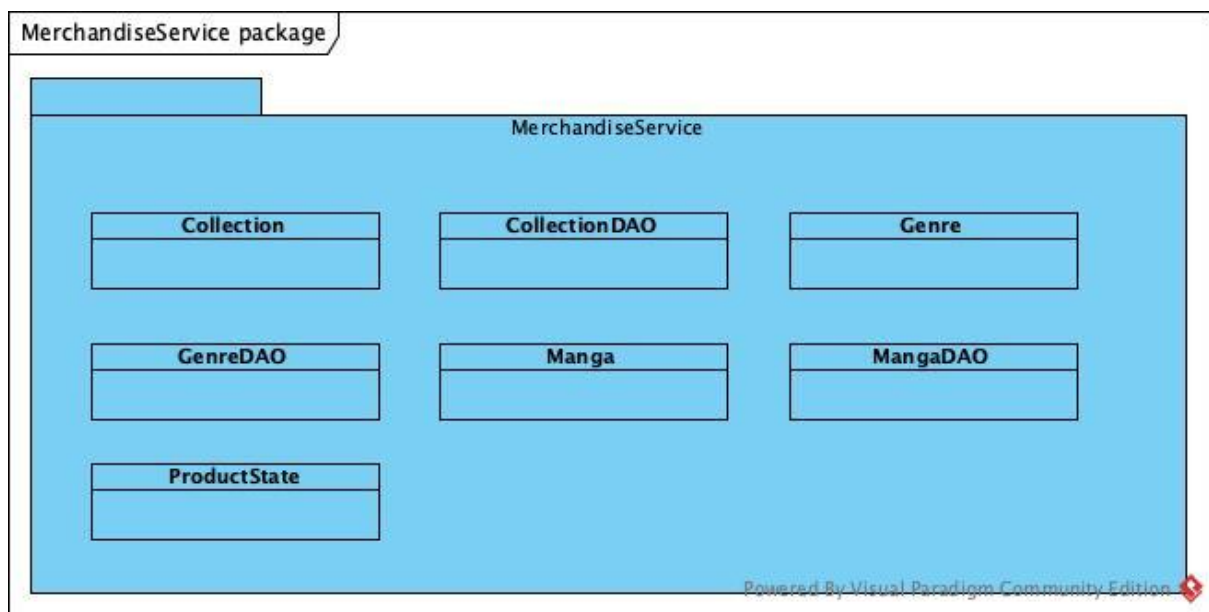 MerchandiseService package
MerchandiseService
Collection
CollectionDAO
Genre
GenreDAO
Manga
MangaDAO
ProductState
Powered By Visual Paradigm Community Edition